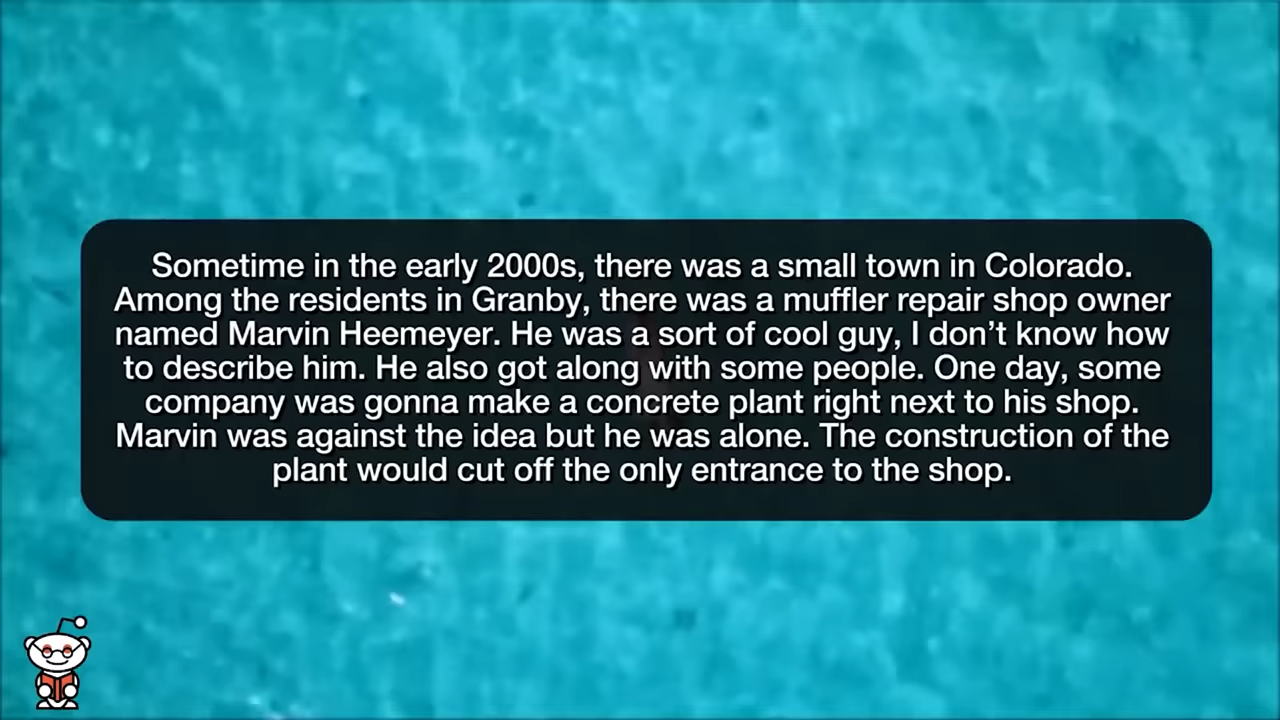 Sometime in the early 2000s, there was a small town in Colorado.
Among the residents in Granby, there was a muffler repair shop owner
named Marvin Heemeyer. He was a sort of cool guy, I don’t know how
to describe him. He also got along with some people. One day, some
company was gonna make a concrete plant right next to his shop.
Marvin was against the idea but he was alone. The construction of the
plant would cut off the only entrance to the shop.